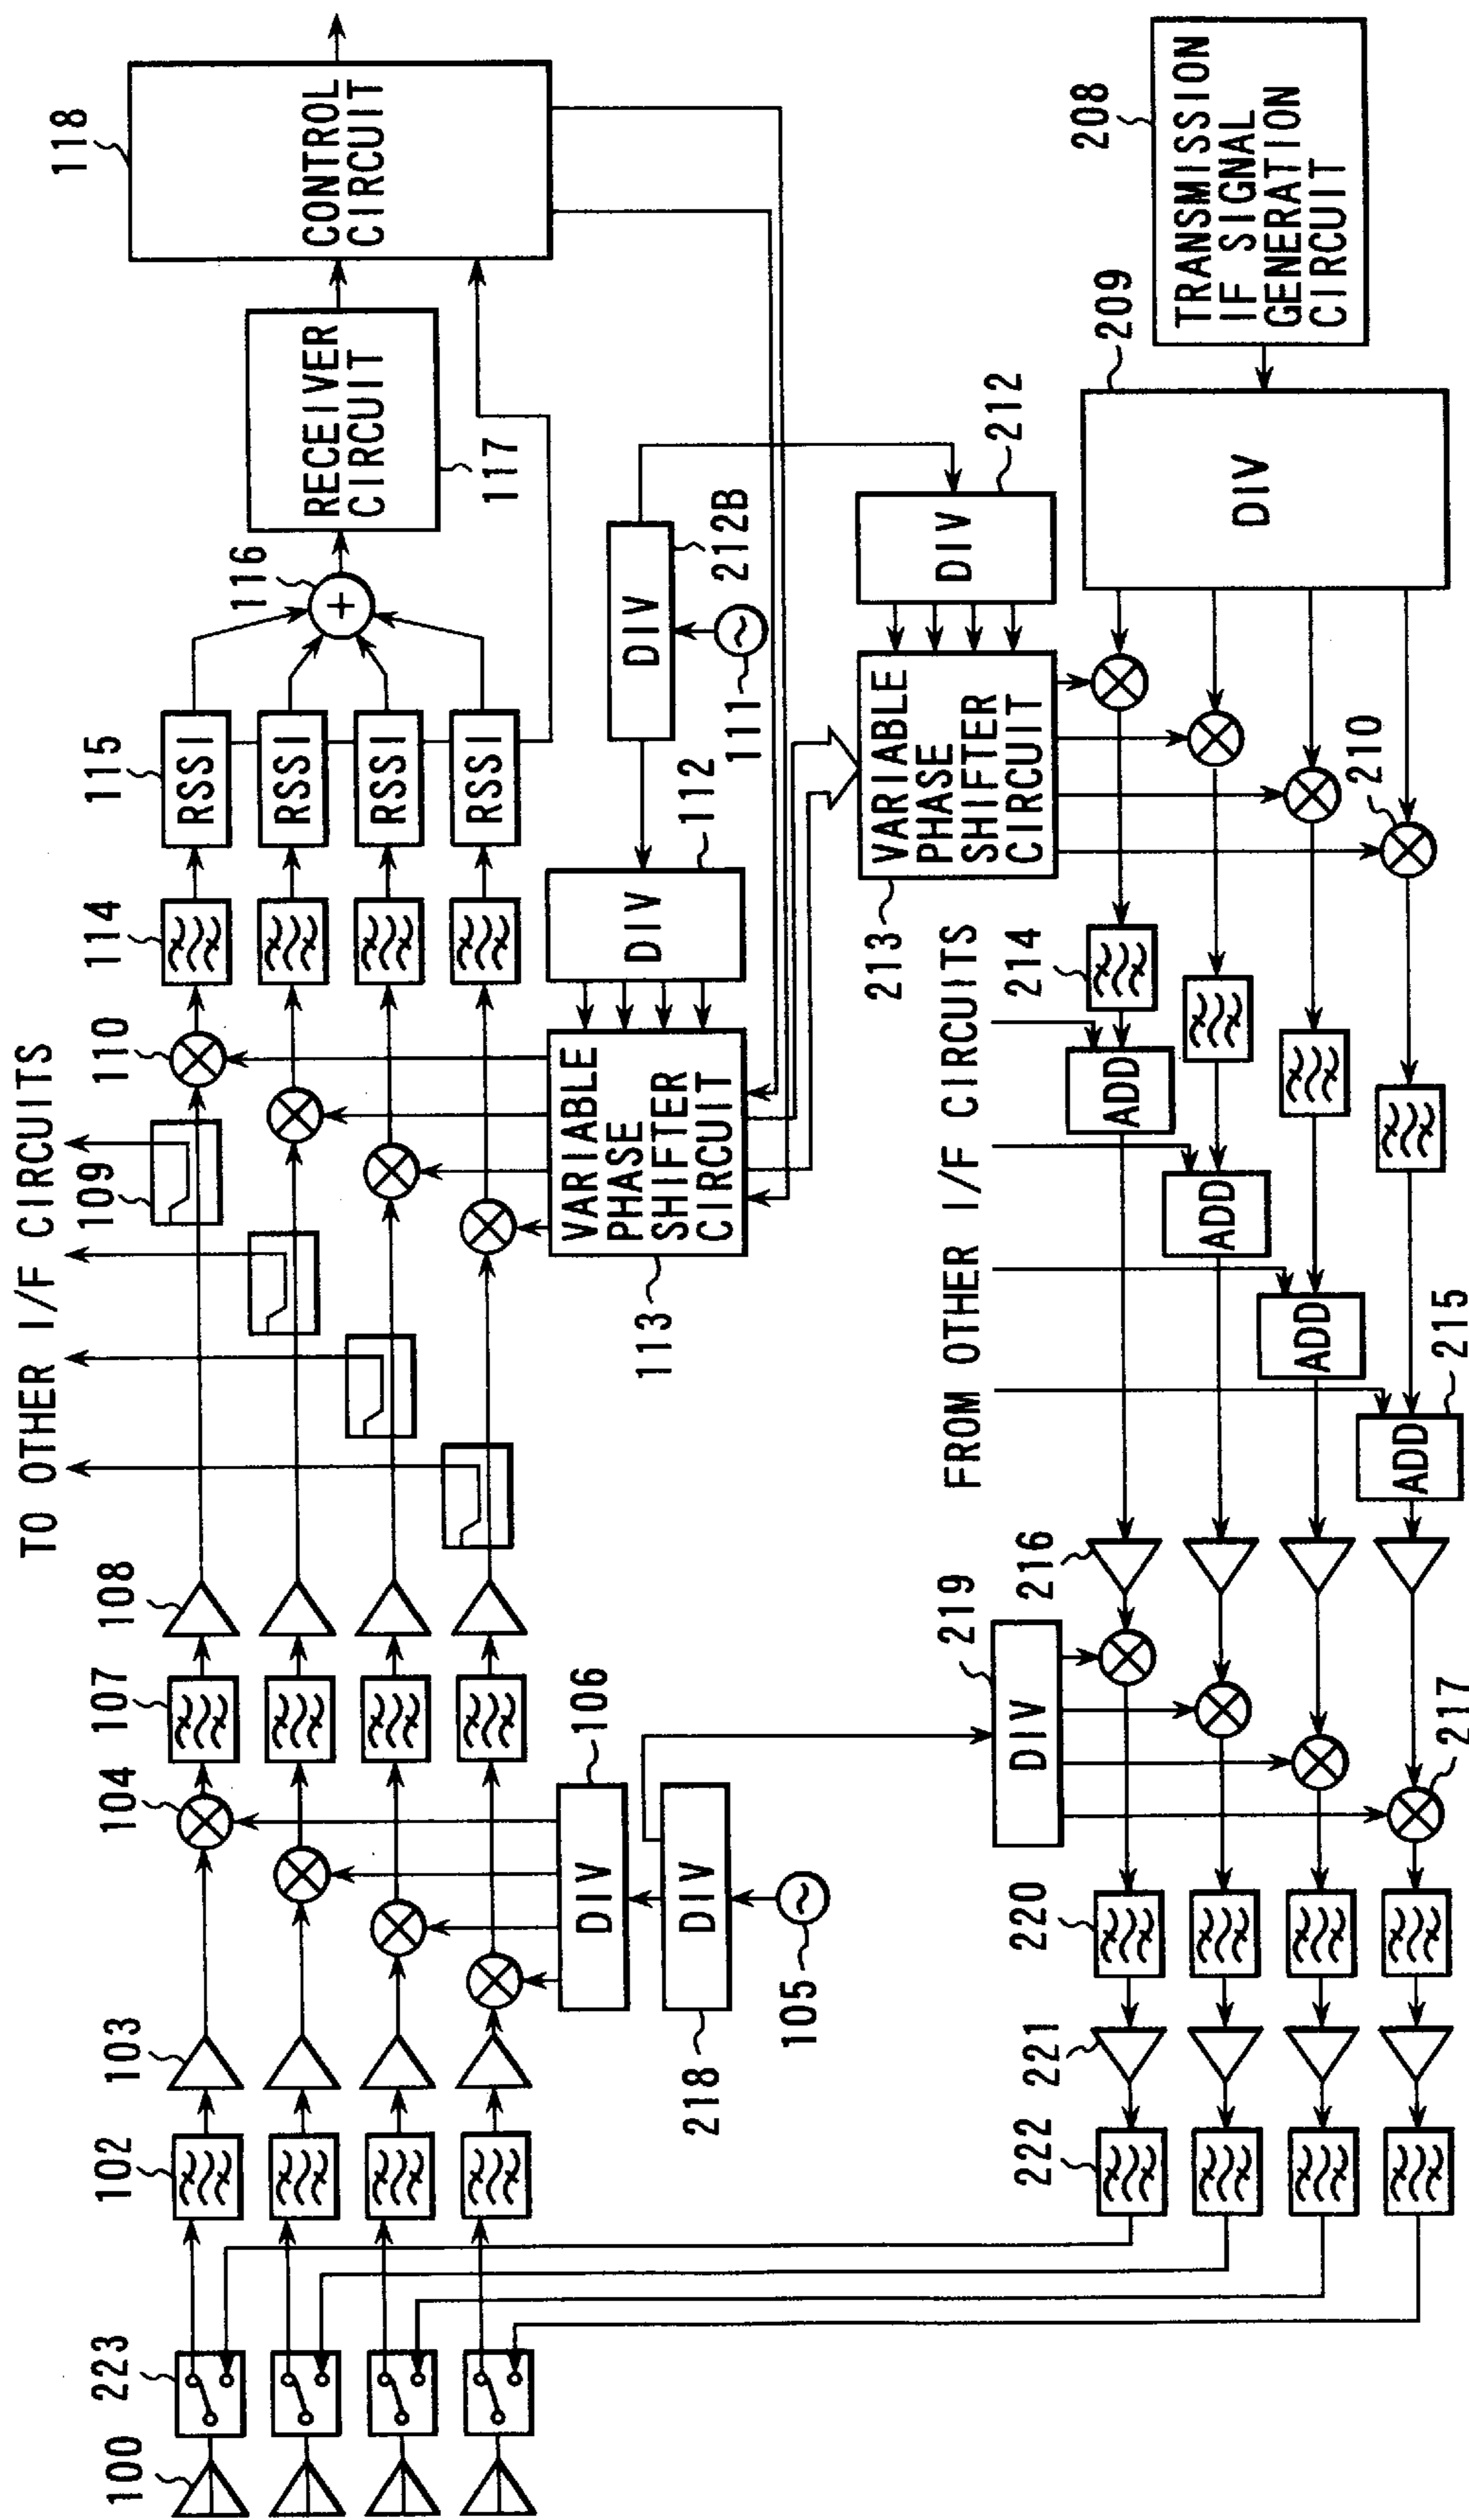 TO OTHER I/F CIRCUITS
118
CONTROL
CIRCUIT
RECEIVER
CIRCUIT
117
116
115
RSSI
RSSI
RSSI
RSSI
114
110
109
108
107
104
103
102
223
100
DIV
212B
111
112
DIV
VARIABLE
PHASE
SHIFTER
CIRCUIT
113
106
DIV
DIV
218
105
208
TRANSMISSION
IF SIGNAL
GENERATION
CIRCUIT
209
DIV
212
DIV
VARIABLE
PHASE
SHIFTER
CIRCUIT
213
210
FROM OTHER I/F CIRCUITS
214
ADD
ADD
ADD
ADD
215
216
219
DIV
217
220
221
222